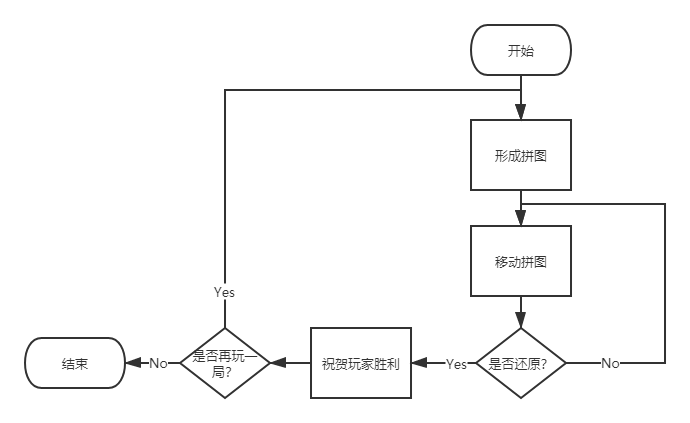 开始
形成拼图
移动拼图
Yes
是否再玩一
局?
结束
No
祝贺玩家胜利
Yes
是否还原?
No